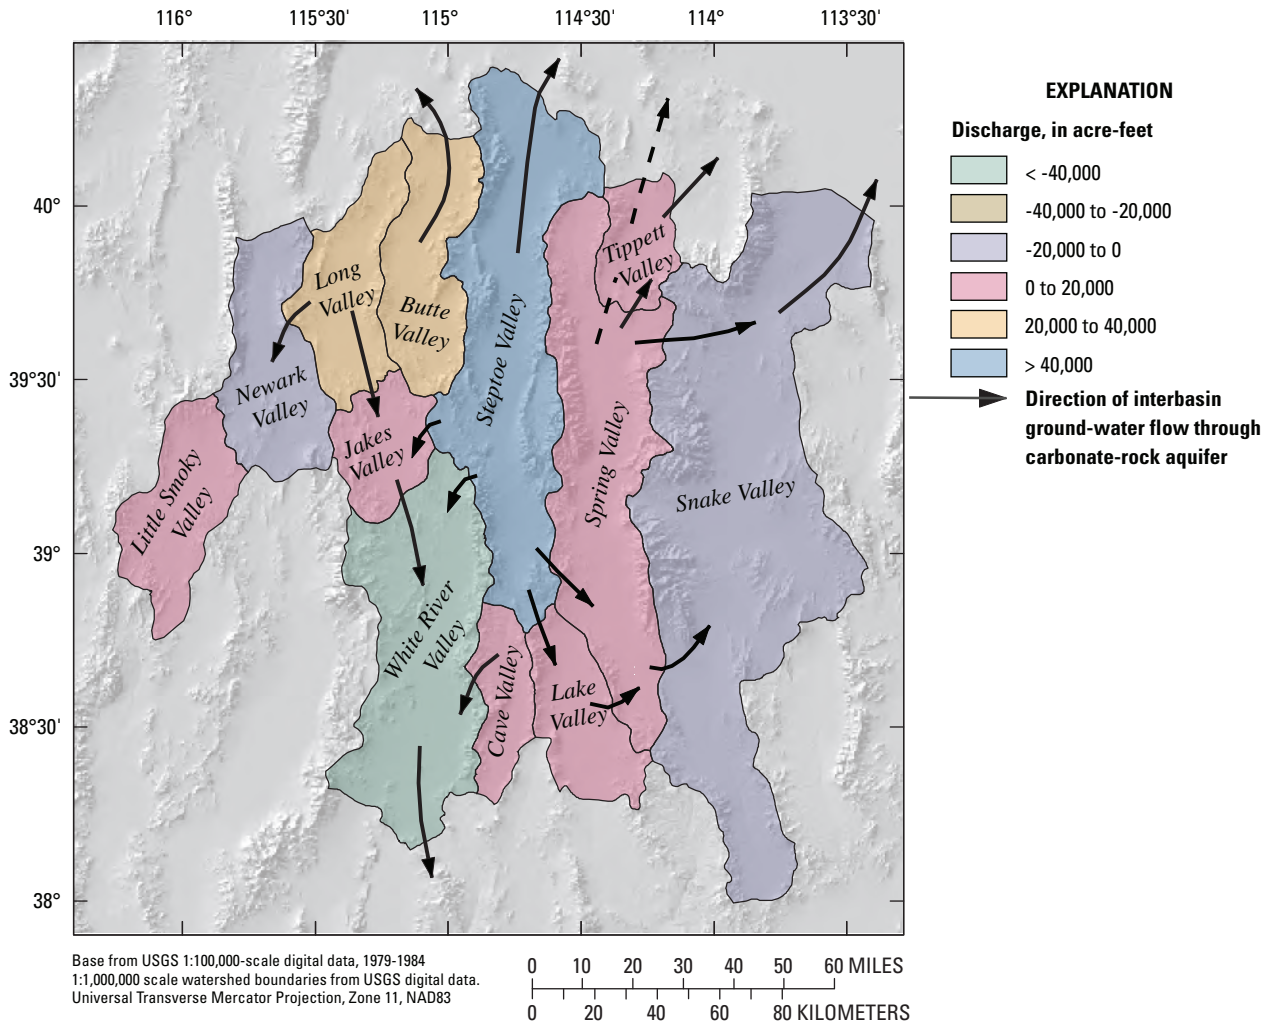 116° 115°30' 115° 114°30' 114° 113°30'
40°
39°30'
39°
38°30'
38°
Long
Valley
Butte
Valley
Steptoe Valley
Tippett
Valley
Newark
Valley
Jakes
Valley
Little Smoky
Valley
Spring Valley
Snake Valley
White River
Valley
Cave Valley
Lake
Valley
EXPLANATION
Discharge, in acre-feet
< -40,000
-40,000 to -20,000
-20,000 to 0
0 to 20,000
20,000 to 40,000
> 40,000
Direction of interbasin
ground-water flow through
carbonate-rock aquifer
Base from USGS 1:100,000-scale digital data, 1979-1984
1:1,000,000 scale watershed boundaries from USGS digital data.
Universal Transverse Mercator Projection, Zone 11, NAD83
0 10 20 30 40 50 60 MILES
0 20 40 60 80 KILOMETERS